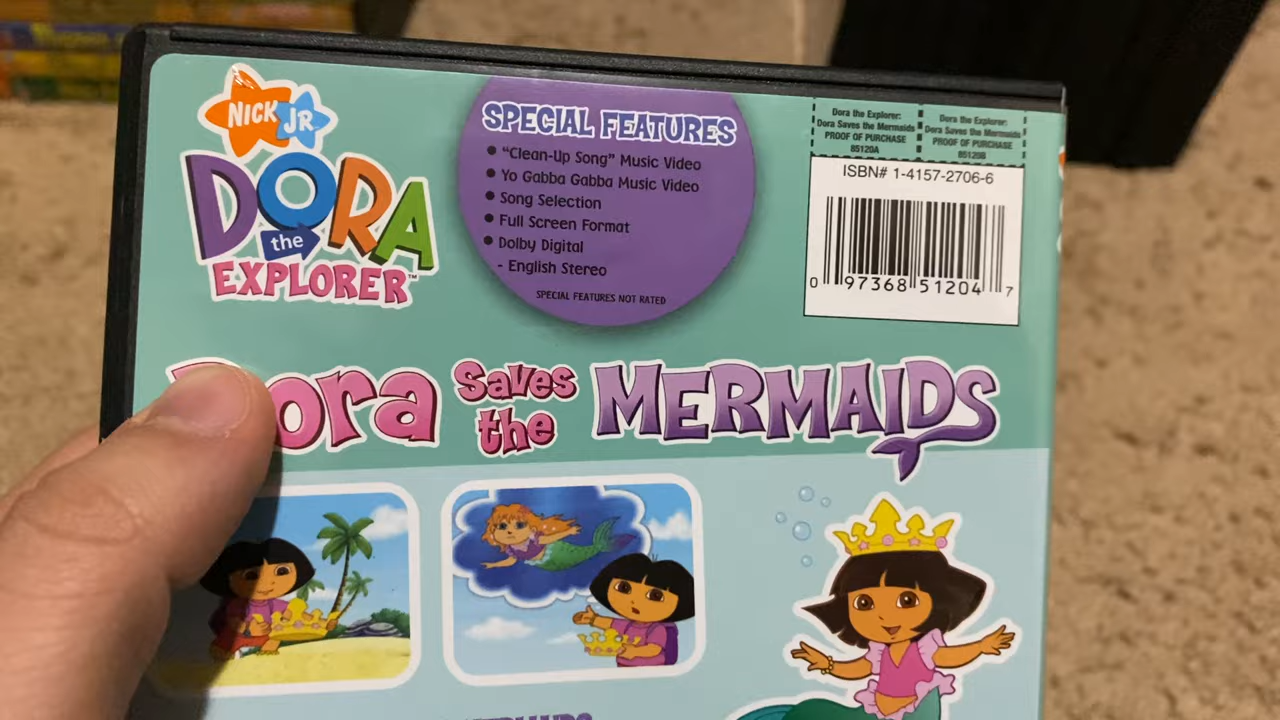 NICK JR
DORA
the
EXPLORER™
SPECIAL FEATURES
• "Clean-Up Song" Music Video
• Yo Gabba Gabba Music Video
• Song Selection
• Full Screen Format
• Dolby Digital
- English Stereo
SPECIAL FEATURES NOT RATED
Dora the Explorer:
Dora Saves the Mermaids
PROOF OF PURCHASE
85120A
Dora the Explorer:
Dora Saves the Mermaids
PROOF OF PURCHASE
85120B
ISBN# 1-4157-2706-6
0 97368 51204 7
Dora Saves the MERMAIDS
MERMAIDS